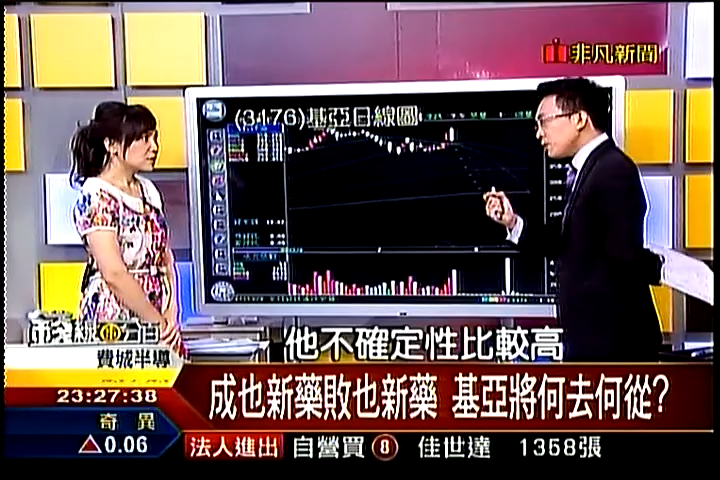 非凡新聞
(3176)基亞日線圖
他不確定性比較高
費城半導
23:27:38
成也新藥敗也新藥 基亞將何去何從?
奇異
△0.06
法人進出 自營買 8 佳世達 1358張